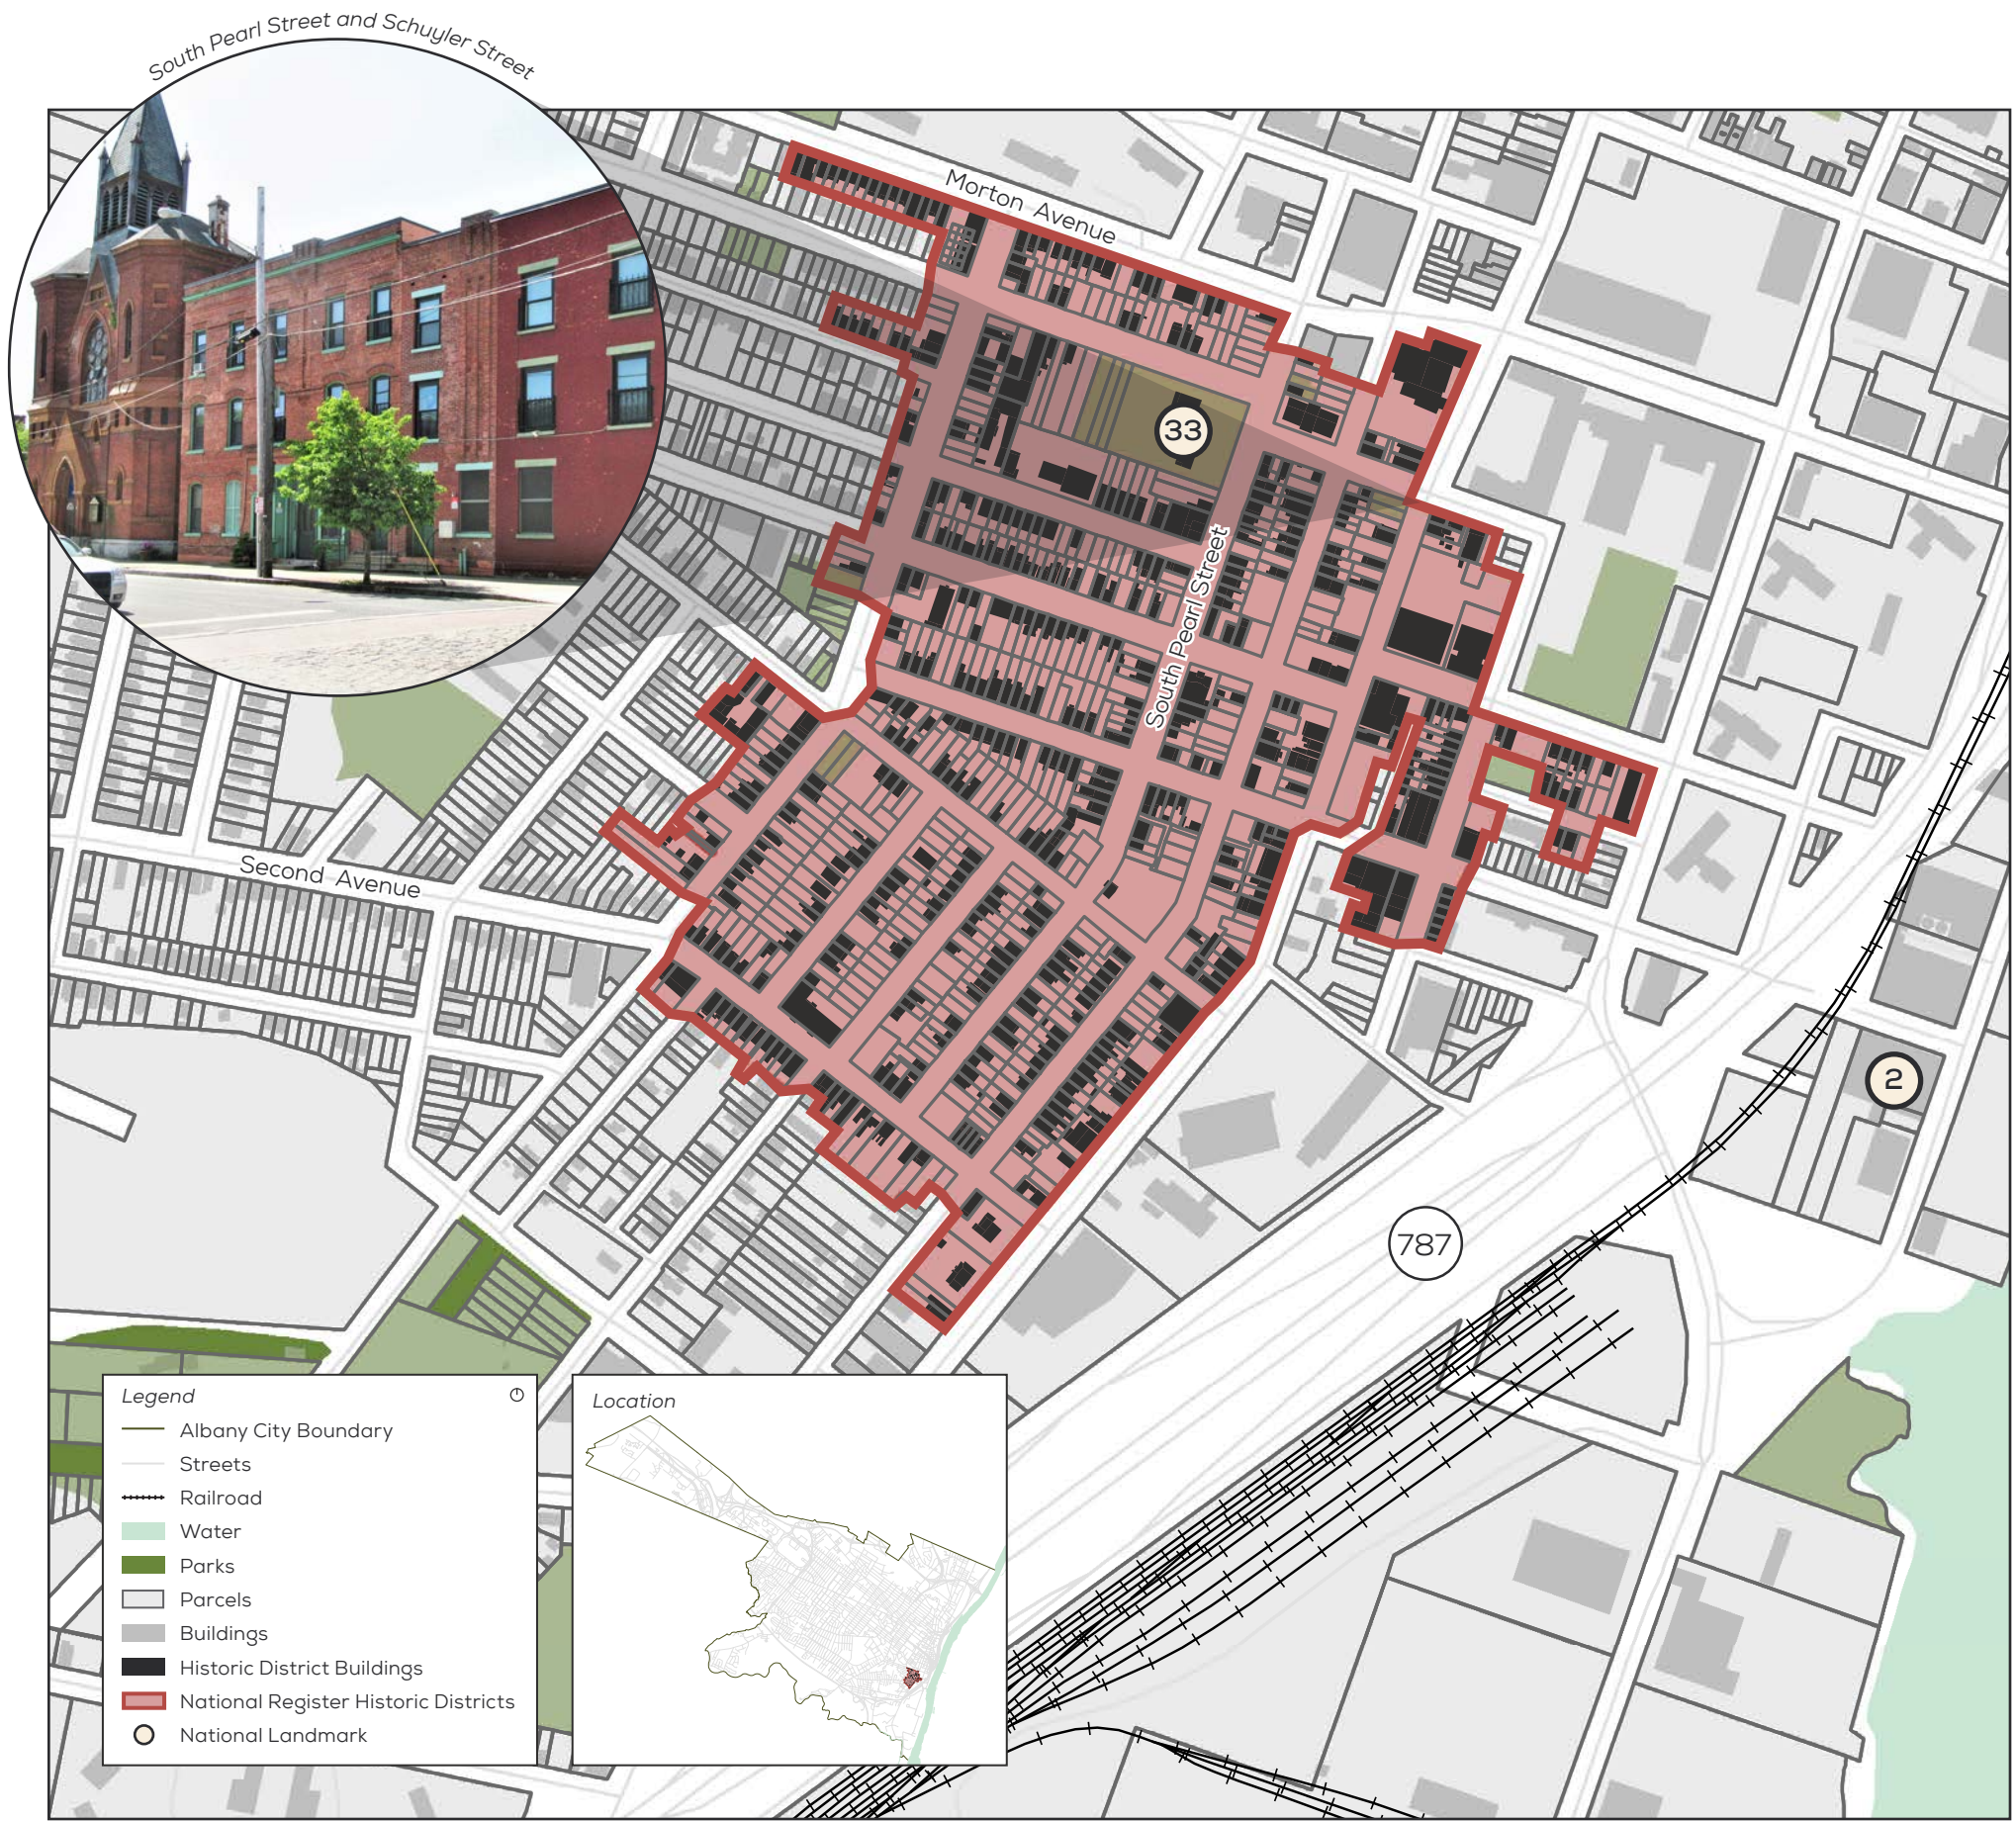 South Pearl Street and Schuyler Street
Morton Avenue
33
South Pearl Street
Second Avenue
2
787
Legend
Albany City Boundary
Streets
Railroad
Water
Parks
Parcels
Buildings
Historic District Buildings
National Register Historic Districts
National Landmark
Location